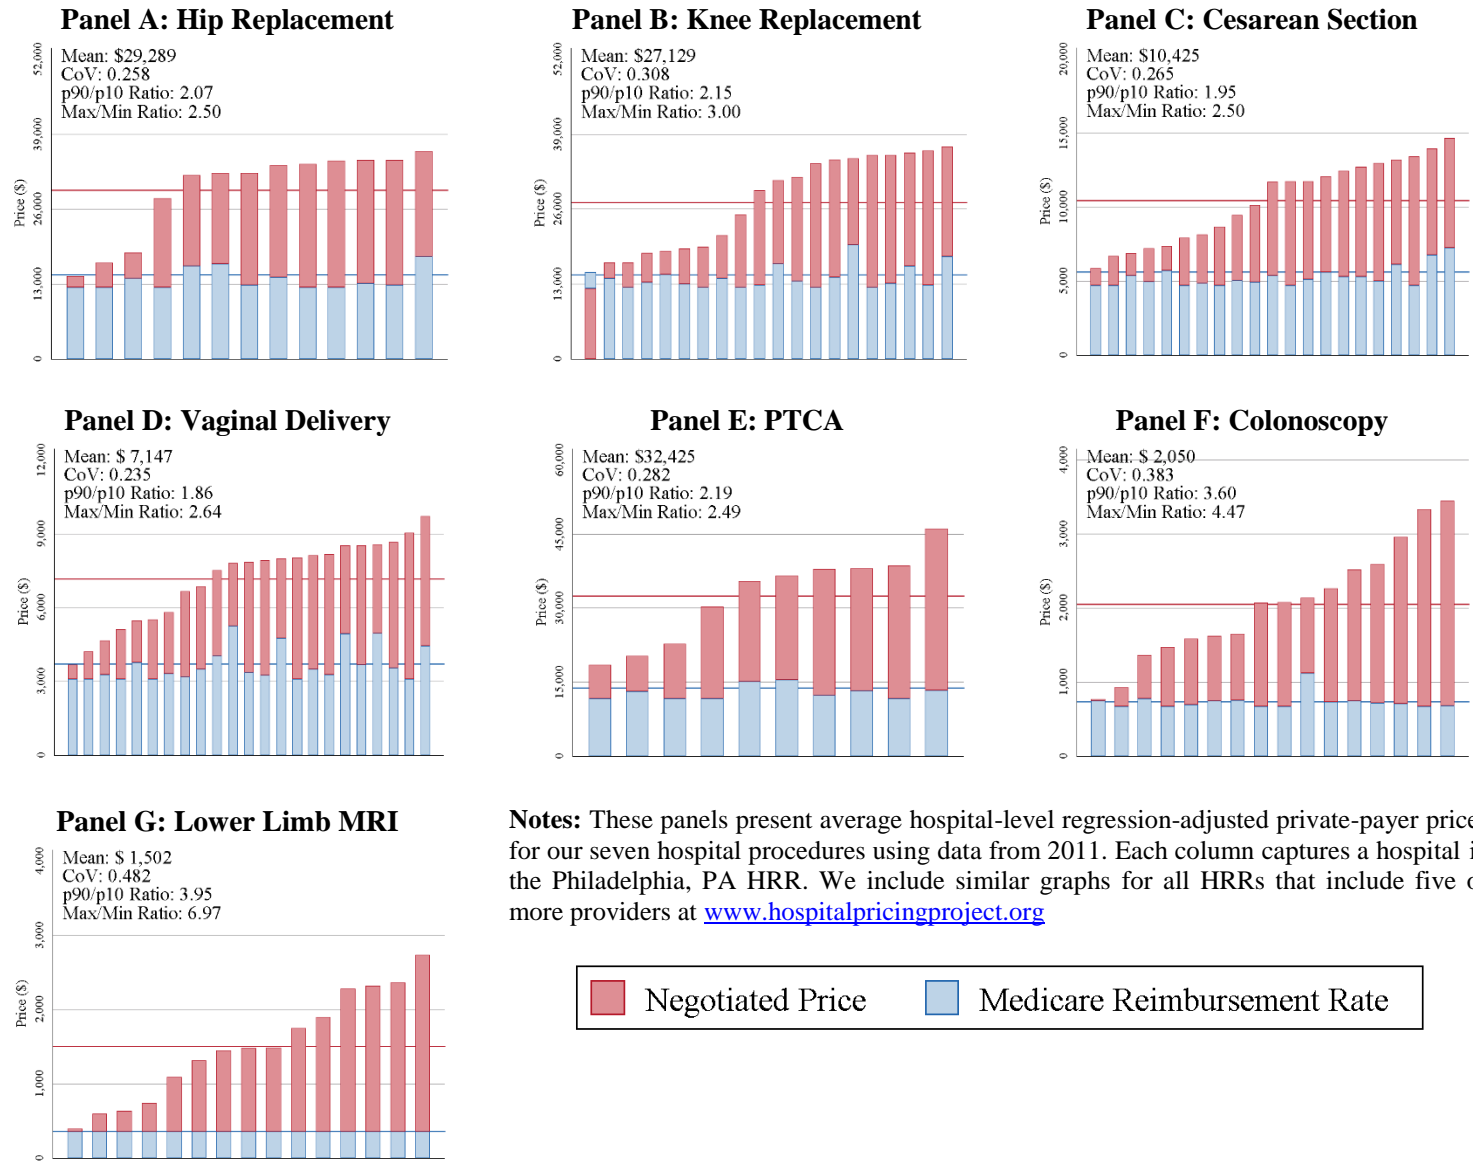 Panel A: Hip Replacement
Mean: $29,289
CoV: 0.258
p90/p10 Ratio: 2.07
Max/Min Ratio: 2.50
Price ($)
52,000
39,000
26,000
13,000
0
Panel B: Knee Replacement
Mean: $27,129
CoV: 0.308
p90/p10 Ratio: 2.15
Max/Min Ratio: 3.00
Price ($)
52,000
39,000
26,000
13,000
0
Panel C: Cesarean Section
Mean: $10,425
CoV: 0.265
p90/p10 Ratio: 1.95
Max/Min Ratio: 2.50
Price ($)
20,000
15,000
10,000
5,000
0
Panel D: Vaginal Delivery
Mean: $ 7,147
CoV: 0.235
p90/p10 Ratio: 1.86
Max/Min Ratio: 2.64
Price ($)
12,000
9,000
6,000
3,000
0
Panel E: PTCA
Mean: $32,425
CoV: 0.282
p90/p10 Ratio: 2.19
Max/Min Ratio: 2.49
Price ($)
60,000
45,000
30,000
15,000
0
Panel F: Colonoscopy
Mean: $ 2,050
CoV: 0.383
p90/p10 Ratio: 3.60
Max/Min Ratio: 4.47
Price ($)
4,000
3,000
2,000
1,000
0
Panel G: Lower Limb MRI
Mean: $ 1,502
CoV: 0.482
p90/p10 Ratio: 3.95
Max/Min Ratio: 6.97
Price ($)
4,000
3,000
2,000
1,000
0
Notes: These panels present average hospital-level regression-adjusted private-payer price
for our seven hospital procedures using data from 2011. Each column captures a hospital i
the Philadelphia, PA HRR. We include similar graphs for all HRRs that include five o
more providers at www.hospitalpricingproject.org
Negotiated Price
Medicare Reimbursement Rate